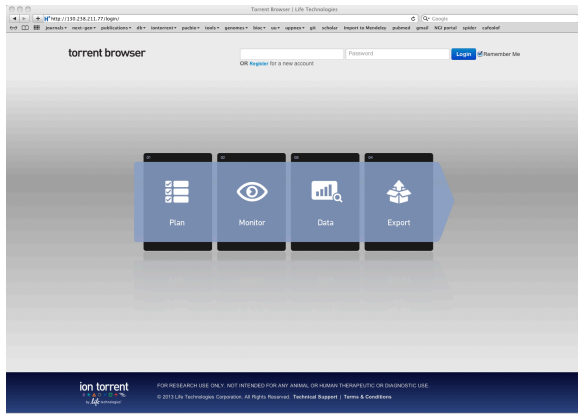 Torrent Browser | Life Technologies
http://130.238.211.77/login/
Google
journals next-gen publications db iontorrent pacbio tools genomes blac uu uppnex git scholar Import to Mendeley pubmed gmail NGI portal spider cafeolof
torrent browser
Password
Login
Remember Me
OR Register for a new account
01
02
03
04
Plan
Monitor
Data
Export
ion torrent
by life technologies
FOR RESEARCH USE ONLY. NOT INTENDED FOR ANY ANIMAL OR HUMAN THERAPEUTIC OR DIAGNOSTIC USE.
© 2013 Life Technologies Corporation. All Rights Reserved. Technical Support | Terms & Conditions